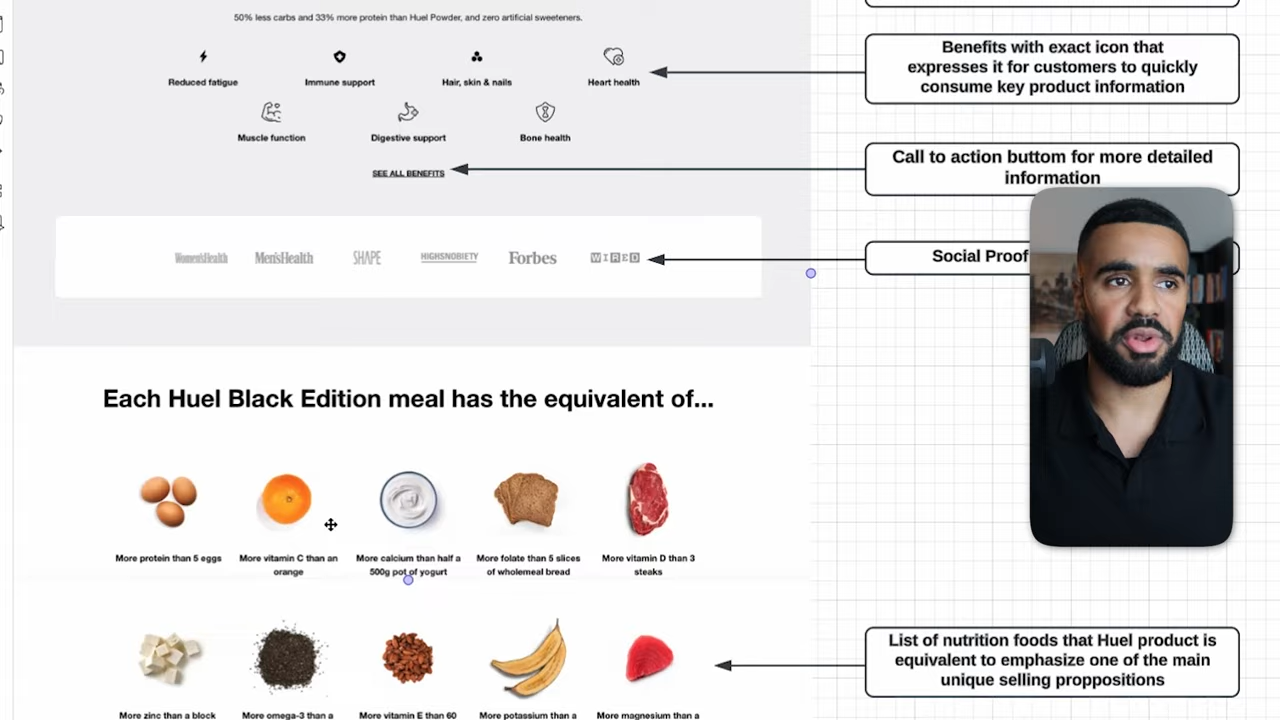 50% less carbs and 33% more protein than Huel Powder, and zero artificial sweeteners.
Reduced fatigue
Immune support
Hair, skin & nails
Heart health
Muscle function
Digestive support
Bone health
SEE ALL BENEFITS
Women'sHealth
Men'sHealth
SHAPE
HIGHSNOBIETY
Forbes
WIRED
Each Huel Black Edition meal has the equivalent of...
More protein than 5 eggs
More vitamin C than an
orange
More calcium than half a
500g pot of yogurt
More folate than 5 slices
of wholemeal bread
More vitamin D than 3
steaks
More zinc than a block
More omega-3 than a
More vitamin E than 60
More potassium than a
More magnesium than a
Benefits with exact icon that
expresses it for customers to quickly
consume key product information
Call to action buttom for more detailed
information
Social Proof
List of nutrition foods that Huel product is
equivalent to emphasize one of the main
unique selling proppositions